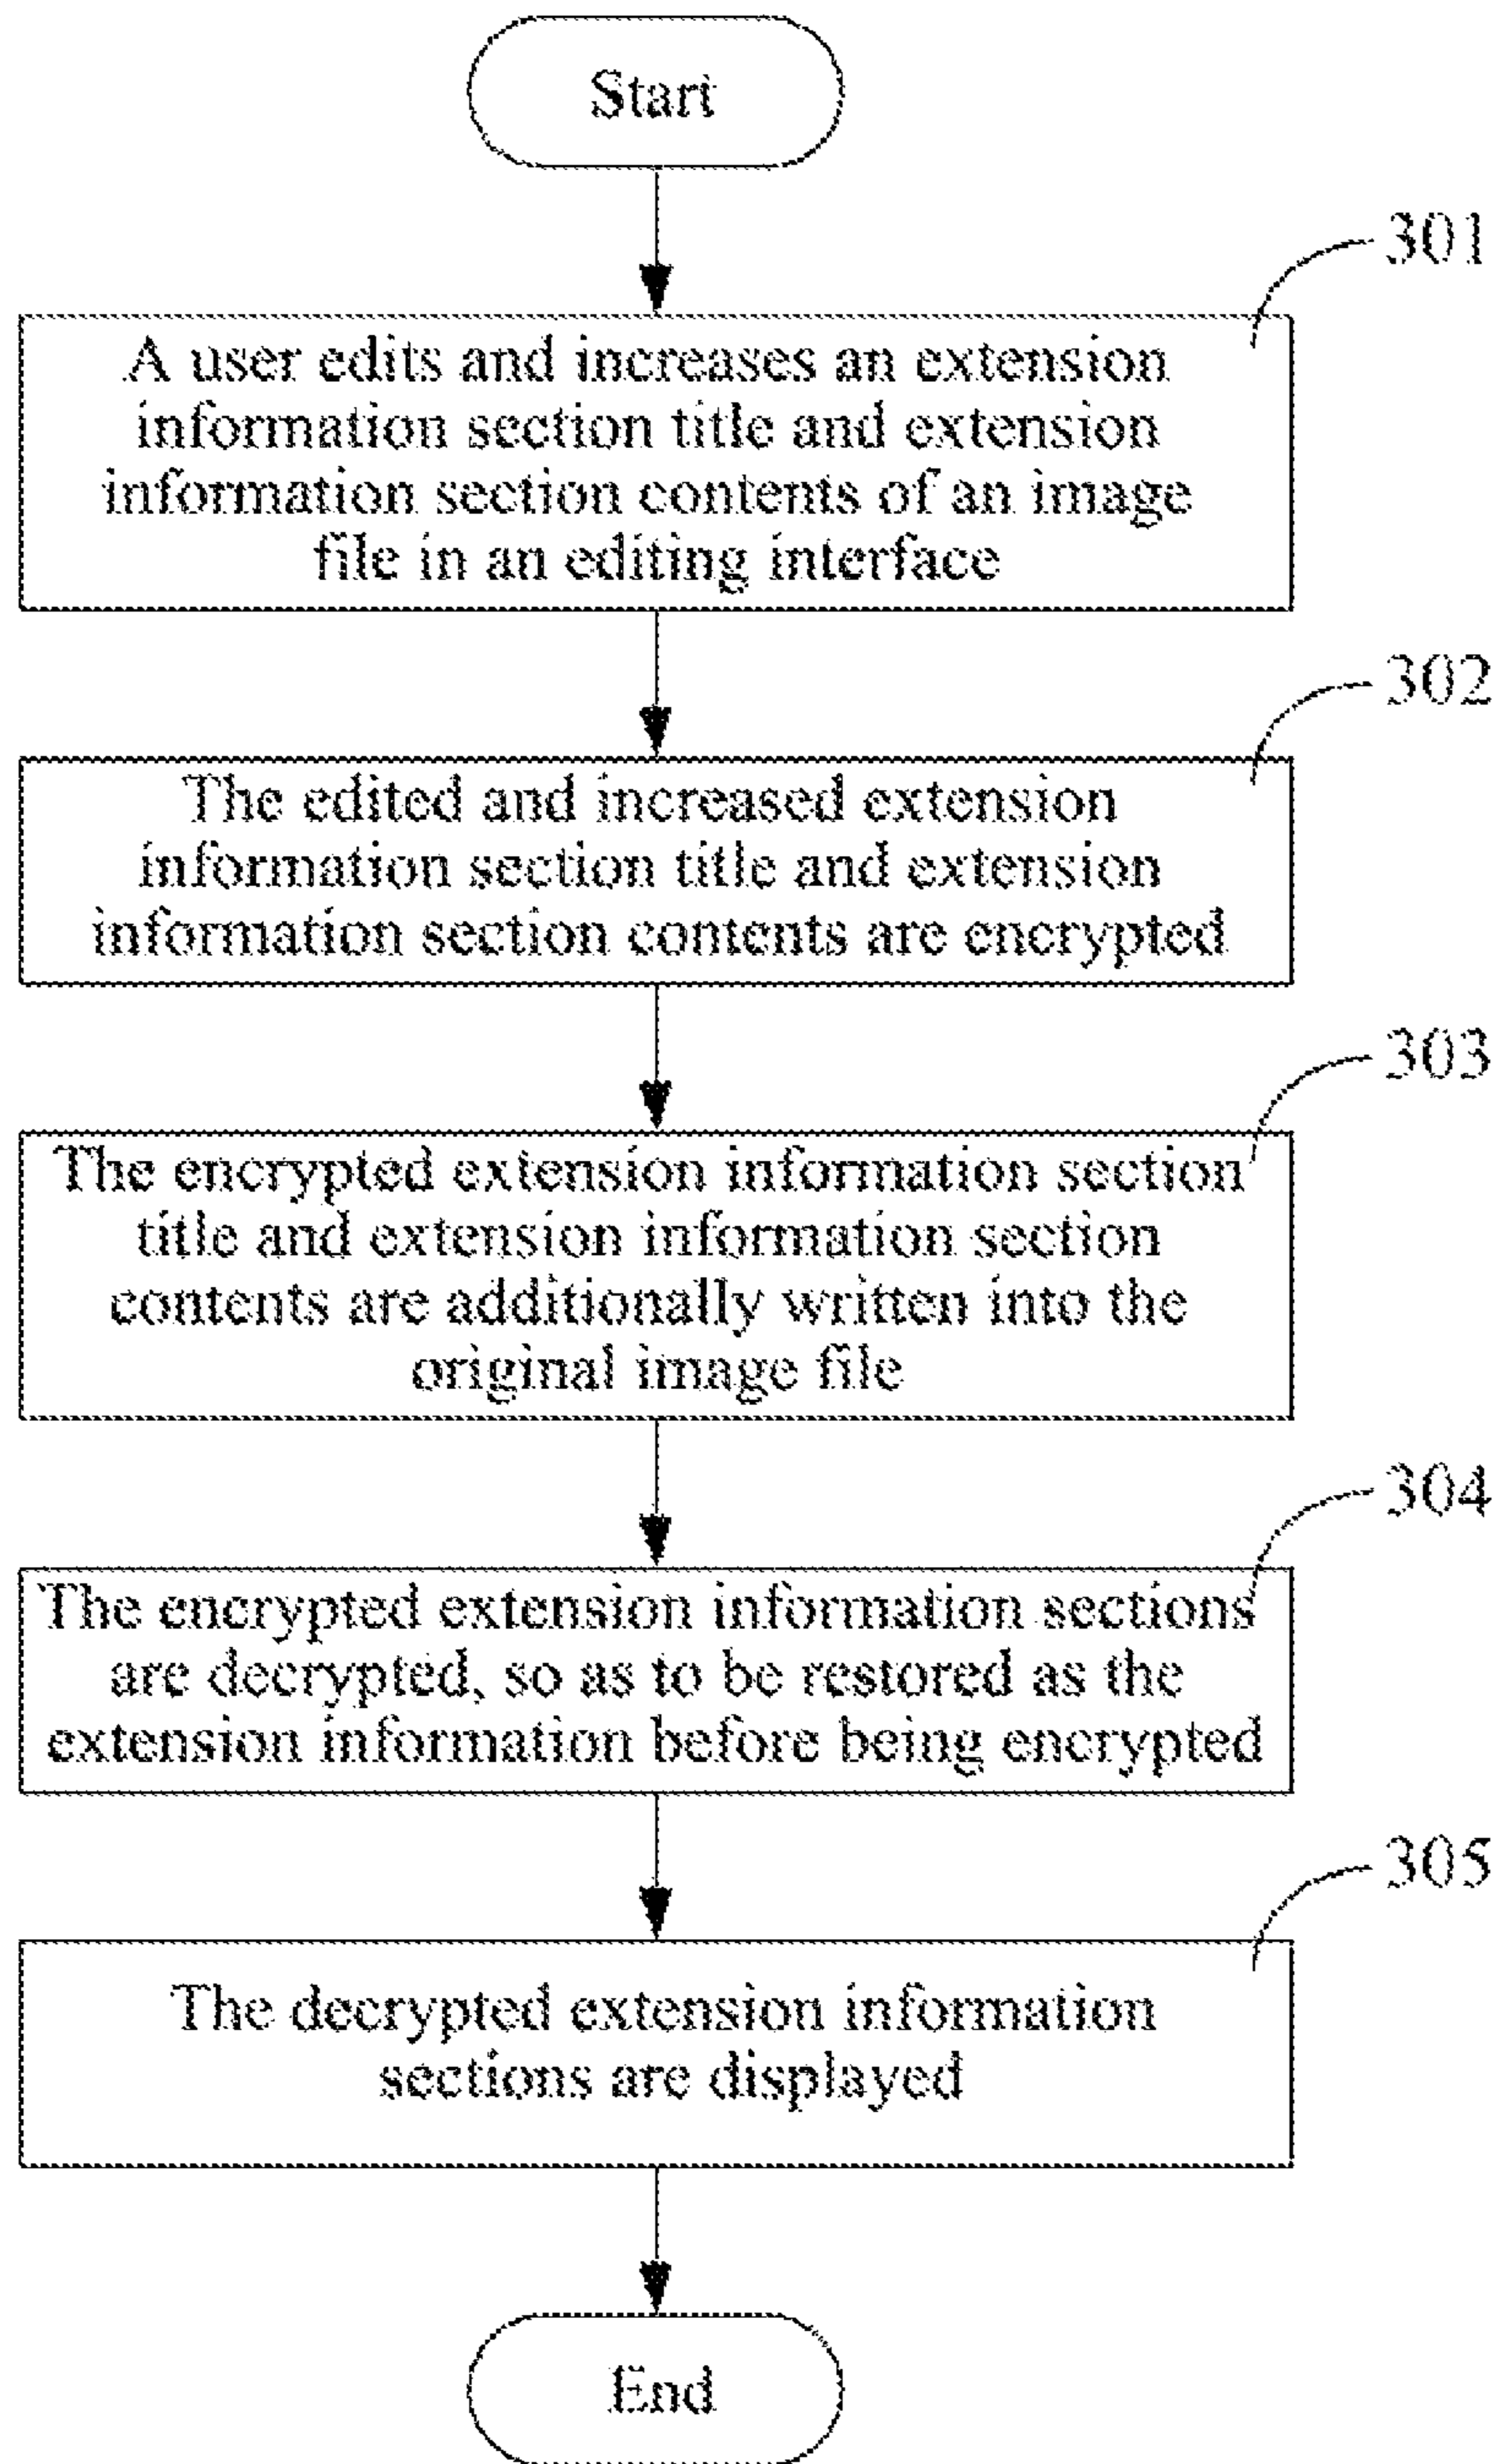 Start
301
A user edits and increases an extension
information section title and extension
information section contents of an image
file in an editing interface
302
The edited and increased extension
information section title and extension
information section contents are encrypted
303
The encrypted extension information section
title and extension information section
contents are additionally written into the
original image file
304
The encrypted extension information sections
are decrypted, so as to be restored as the
extension information before being encrypted
305
The decrypted extension information
sections are displayed
End